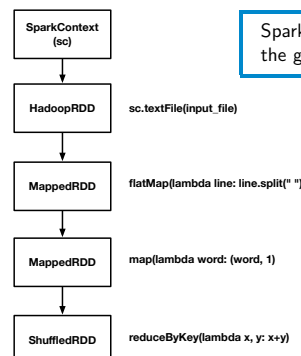 SparkContext
(sc)
Spark
the g
HadoopRDD
sc.textFile(input_file)
MappedRDD
flatMap(lambda line: line.split(" ")
MappedRDD
map(lambda word: (word, 1)
ShuffledRDD
reduceByKey(lambda x, y: x+y)